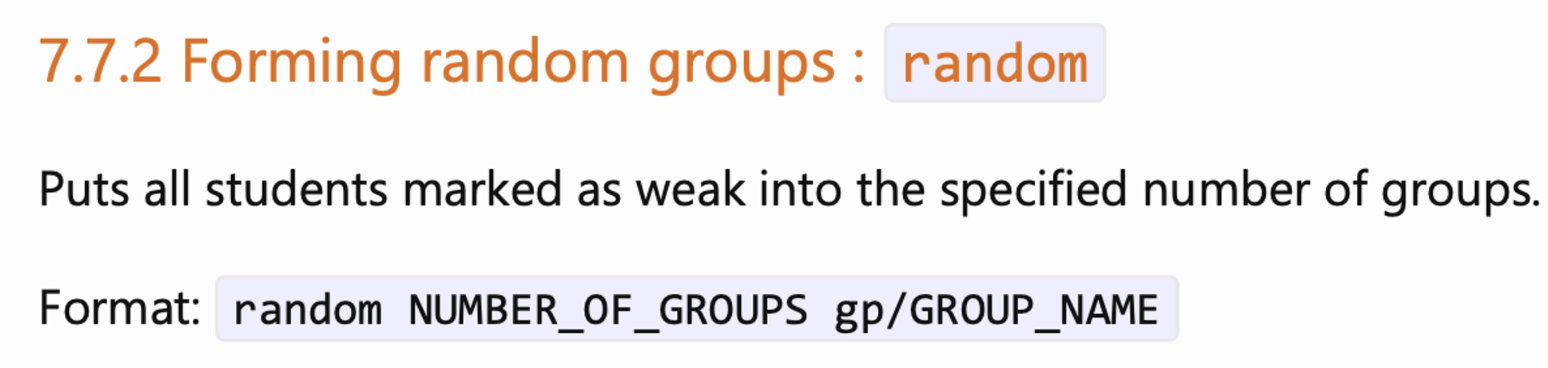 7.7.2 Forming random groups : random
Puts all students marked as weak into the specified number of groups.
Format: random NUMBER_OF_GROUPS gp/GROUP_NAME